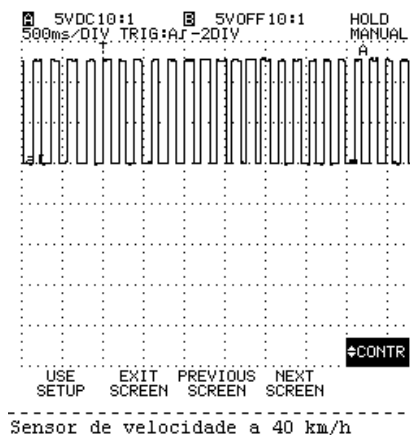 A 5VDC10:1 B 5VOFF10:1 HOLD
500ms/DIV TRIG:A -2DIV MANUAL
A
CONTR
USE EXIT PREVIOUS NEXT
SETUP SCREEN SCREEN SCREEN
Sensor de velocidade a 40 km/h